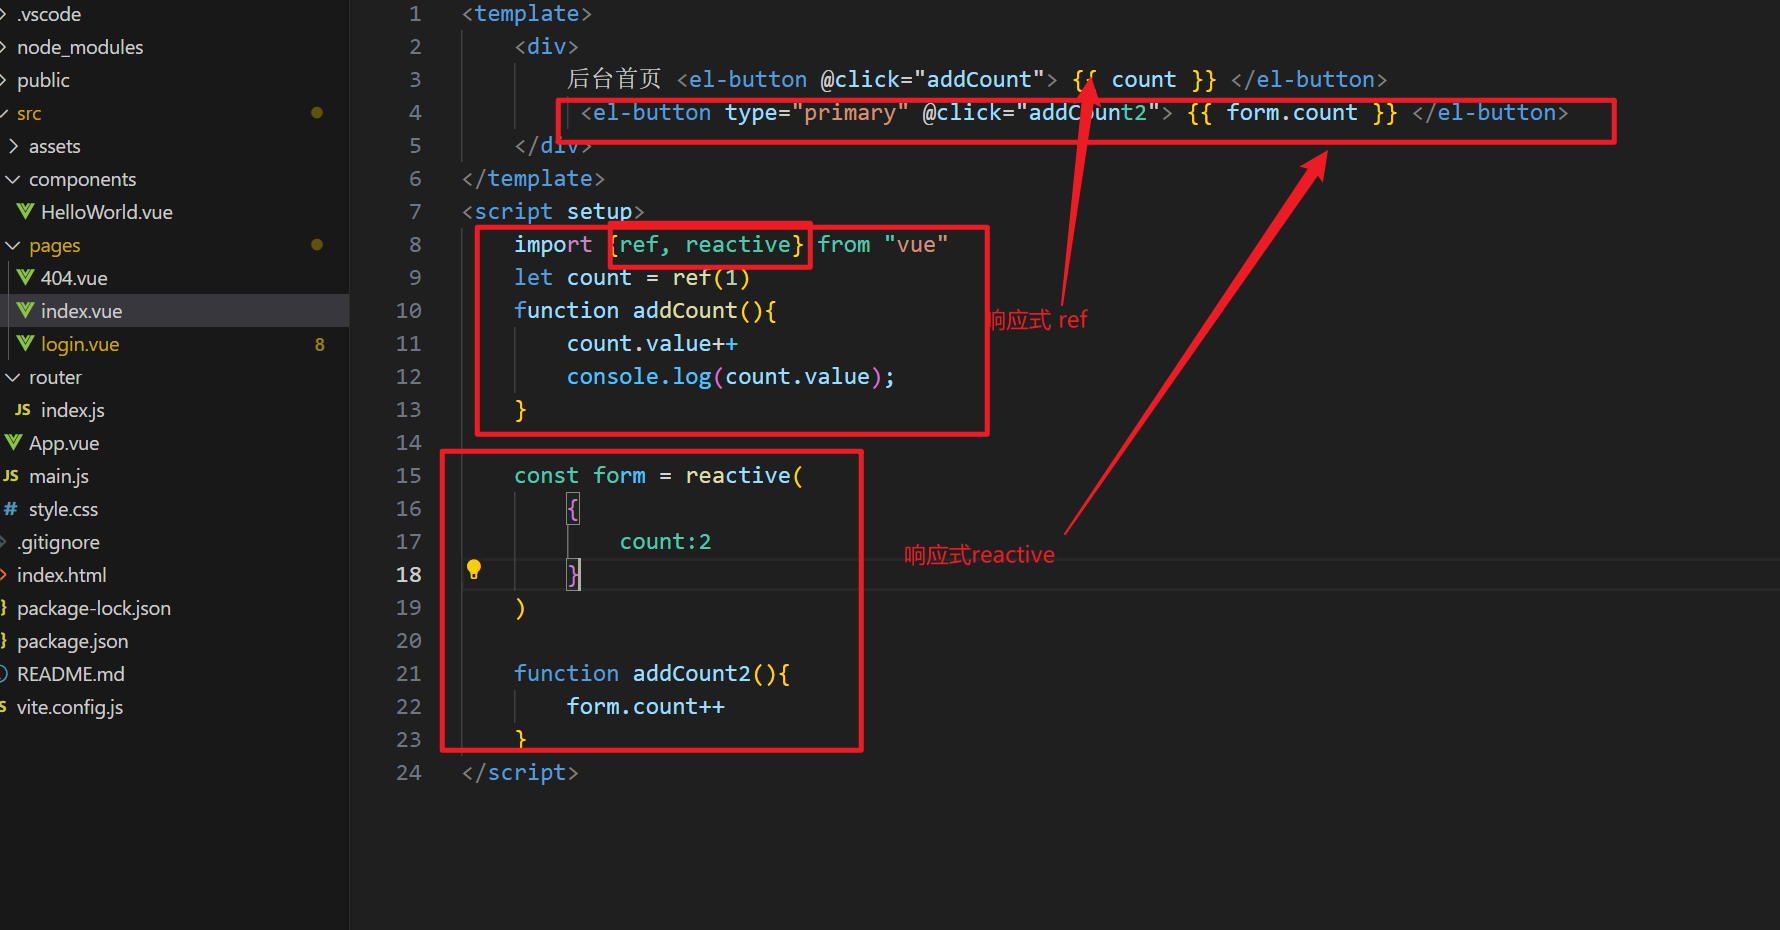 .vscode
node_modules
public
src
assets
components
HelloWorld.vue
pages
404.vue
index.vue
login.vue 8
router
JS index.js
App.vue
JS main.js
# style.css
.gitignore
index.html
package-lock.json
package.json
README.md
vite.config.js
1 <template>
2 <div>
3 后台首页 <el-button @click="addCount"> {{ count }} </el-button>
4 <el-button type="primary" @click="addCount2"> {{ form.count }} </el-button>
5 </div>
6 </template>
7 <script setup>
8 import {ref, reactive} from "vue"
9 let count = ref(1)
10 function addCount(){
11 count.value++
12 console.log(count.value);
13 }
14
15 const form = reactive(
16 {
17 count:2
18 }
19 )
20
21 function addCount2(){
22 form.count++
23 }
24 </script>
响应式 ref
响应式reactive